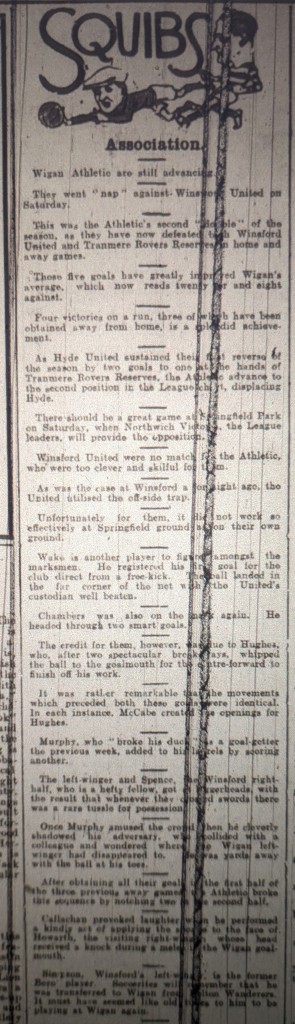 SQUIBS
Association.
Wigan Athletic are still advancing
They went "nap" against Winsford United on
Saturday.
This was the Athletic's second "double" of the
season, as they have now defeated both Winsford
United and Tranmere Rovers Reserves in home and
away games.
Those five goals have greatly improved Wigan's
average, which now reads twenty and eight
against.
Four victories on a run, three of which have been
obtained away from home, is a splendid achieve-
ment.
As Hyde United sustained their first reverse of
the season by two goals to one at the hands of
Tranmere Rovers Reserves, the Athletic advance to
the second position in the League chart, displacing
Hyde.
There should be a great game at Springfield Park
on Saturday, when Northwich Victoria, the League
leaders, will provide the opposition.
Winsford United were no match for the Athletic,
who were too clever and skilful for them.
As was the case at Winsford a fortnight ago, the
United utilised the off-side trap.
Unfortunately for them, it did not work so
effectively at Springfield ground as on their own
ground.
Wake is another player to figure amongst the
marksmen. He registered his first goal for the
club direct from a free-kick. The ball landed in
the far corner of the net with the United's
custodian well beaten.
Chambers was also on the mark again. He
headed through two smart goals.
The credit for them, however, was due to Hughes,
who, after two spectacular breakaways, whipped
the ball to the goalmouth for the centre-forward to
finish off his work.
It was rather remarkable that the movements
which preceded both these goals were identical.
In each instance, McCabe created the openings for
Hughes.
Murphy, who "broke his duck" as a goal-getter
the previous week, added to his laurels by scoring
another.
The left-winger and Spence, the Winsford right-
half, who is a hefty fellow, got at loggerheads, with
the result that whenever they crossed swords there
was a rare tussle for possession.
Once Murphy amused the crowd when he cleverly
shadowed his adversary, who collided with a
colleague and wondered where the Wigan left-
winger had disappeared to. He was yards away
with the ball at his toes.
After obtaining all their goals in the first half of
the three previous away games the Athletic broke
this sequence by notching two in the second half.
Callachan provoked laughter when he performed
a kindly act of applying the to the face of
Howarth, the visiting right-winger, whose head
received a knock during a melee in the Wigan goal-
mouth.
Simpson, Winsford's left-winger, is the former
Born player. Soccerites will remember that he
was transferred to Wigan from Bolton Wanderers.
It must have seemed like old times to him to be
playing at Wigan again.